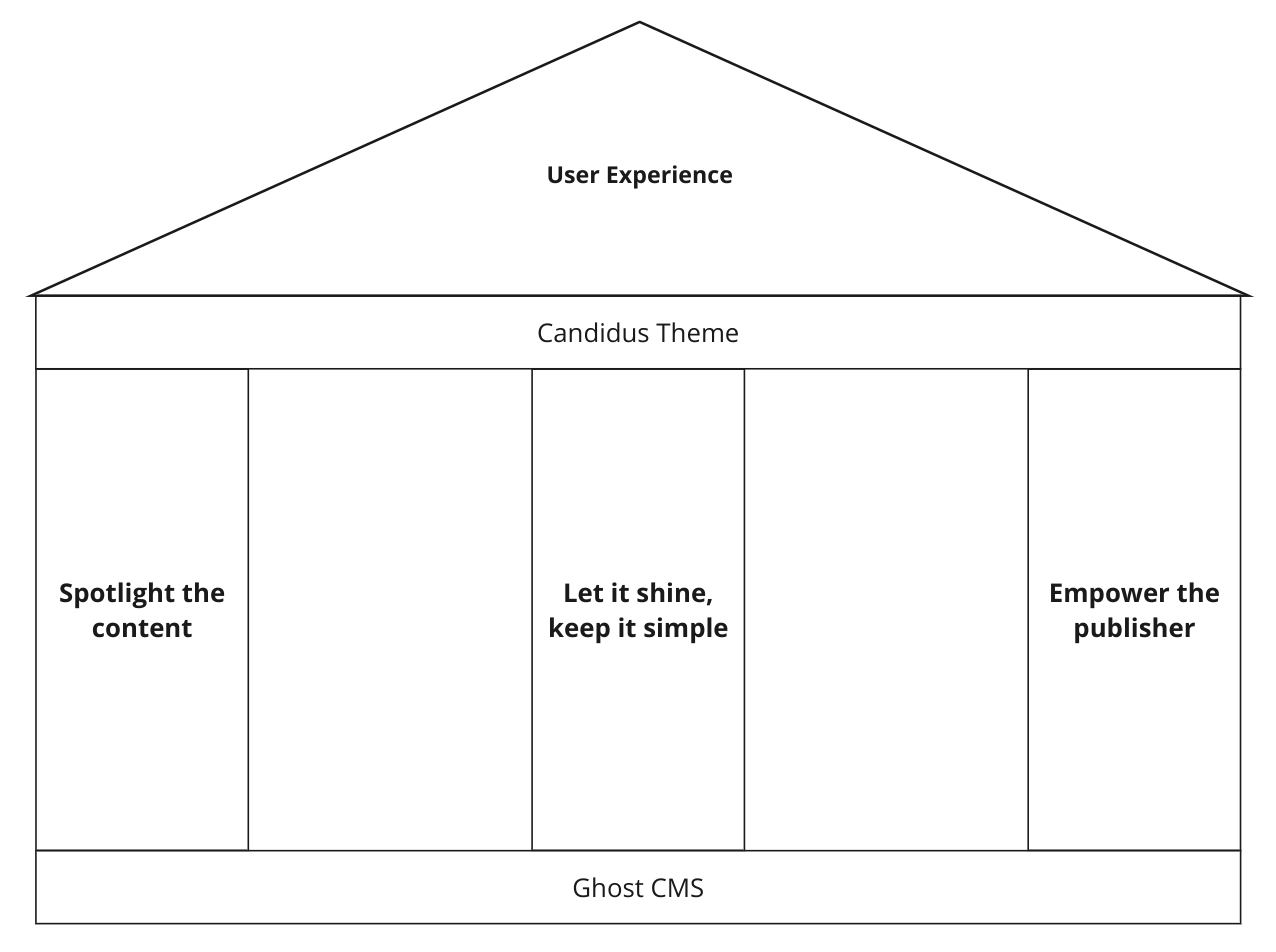 User Experience
Candidus Theme
Spotlight the
content
Let it shine,
keep it simple
Empower the
publisher
Ghost CMS